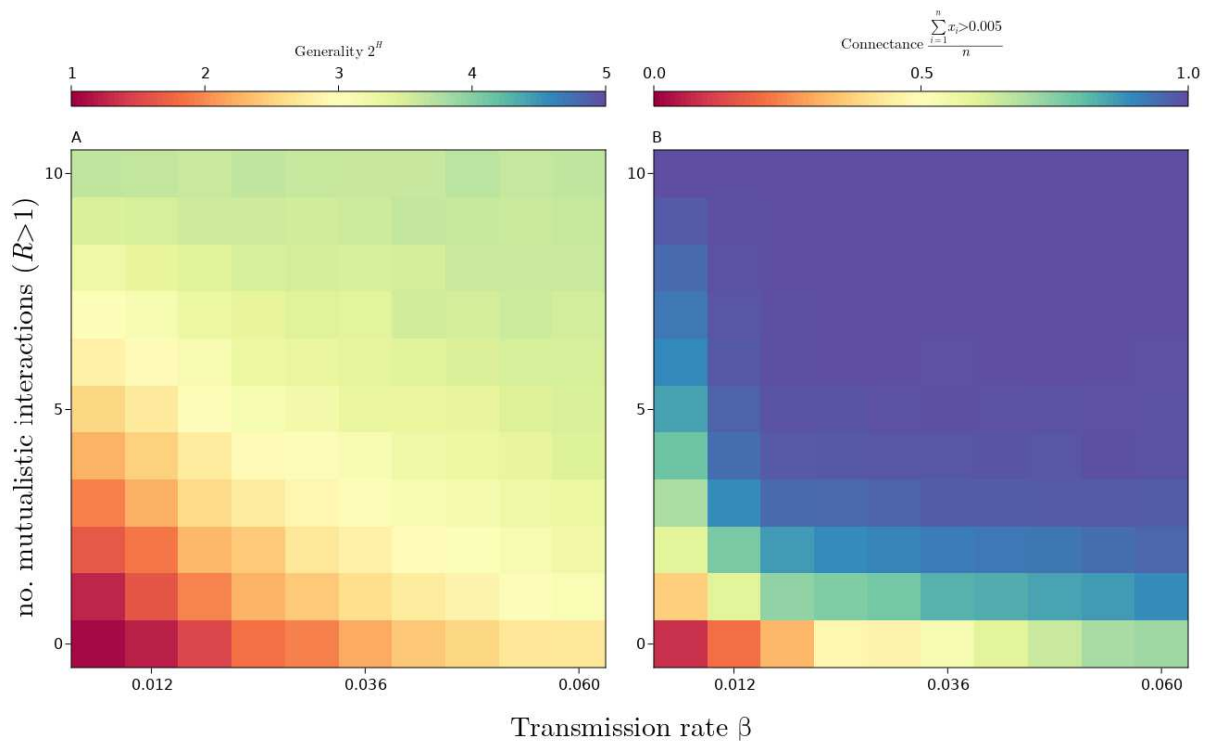 Generality 2^H
1 2 3 4 5
Connectance \frac{\sum_{i=1}^{n} x_i>0.005}{n}
0.0 0.5 1.0
A
B
10
5
0
no. mutualistic interactions (R>1)
0.012 0.036 0.060
10
5
0
0.012 0.036 0.060
Transmission rate β